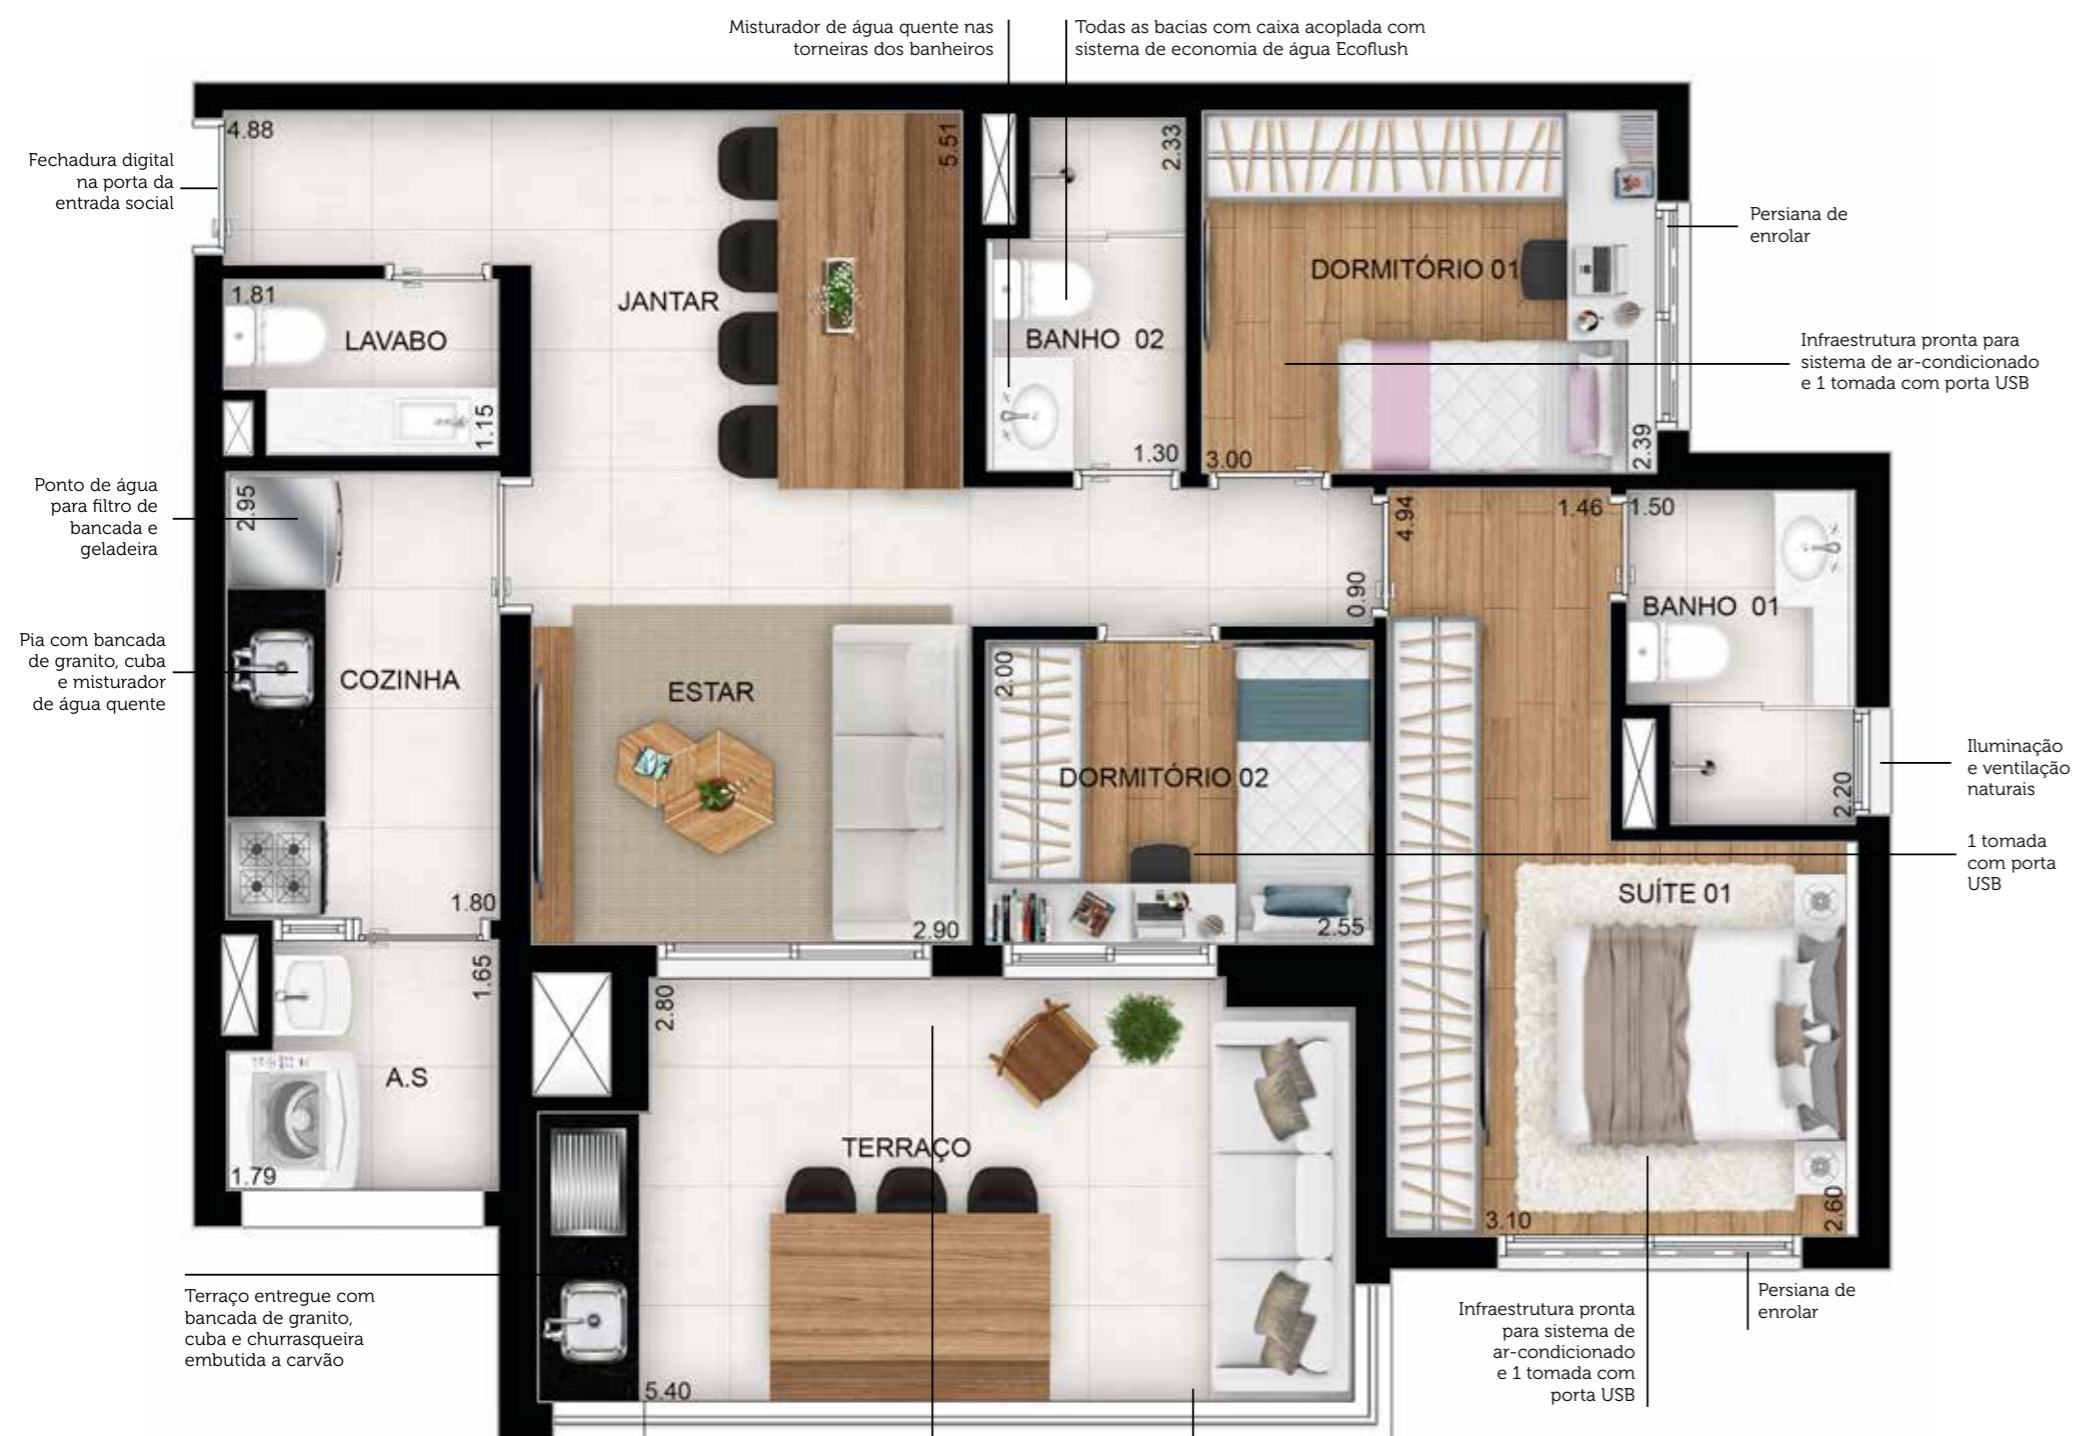 Misturador de água quente nas
torneiras dos banheiros
Todas as bacias com caixa acoplada com
sistema de economia de água Ecoflush
4.88
5.51
2.33
Fechadura digital
na porta da
entrada social
Persiana de
enrolar
DORMITÓRIO 01
1.81
JANTAR
LAVABO
BANHO 02
Infraestrutura pronta para
sistema de ar-condicionado
e 1 tomada com porta USB
1.15
1.30
3.00
2.39
Ponto de água
para filtro de
bancada e
geladeira
2.95
4.94
1.46
1.50
0.90
BANHO 01
Pia com bancada
de granito, cuba
e misturador
de água quente
COZINHA
ESTAR
2.00
DORMITÓRIO 02
Iluminação
e ventilação
naturais
2.20
1 tomada
com porta
USB
SUÍTE 01
1.80
2.90
2.55
1.65
2.80
A.S
TERRAÇO
1.79
3.10
2.60
Terraço entregue com
bancada de granito,
cuba e churrasqueira
embutida a carvão
Persiana de
enrolar
Infraestrutura pronta
para sistema de
ar-condicionado
e 1 tomada com
porta USB
5.40